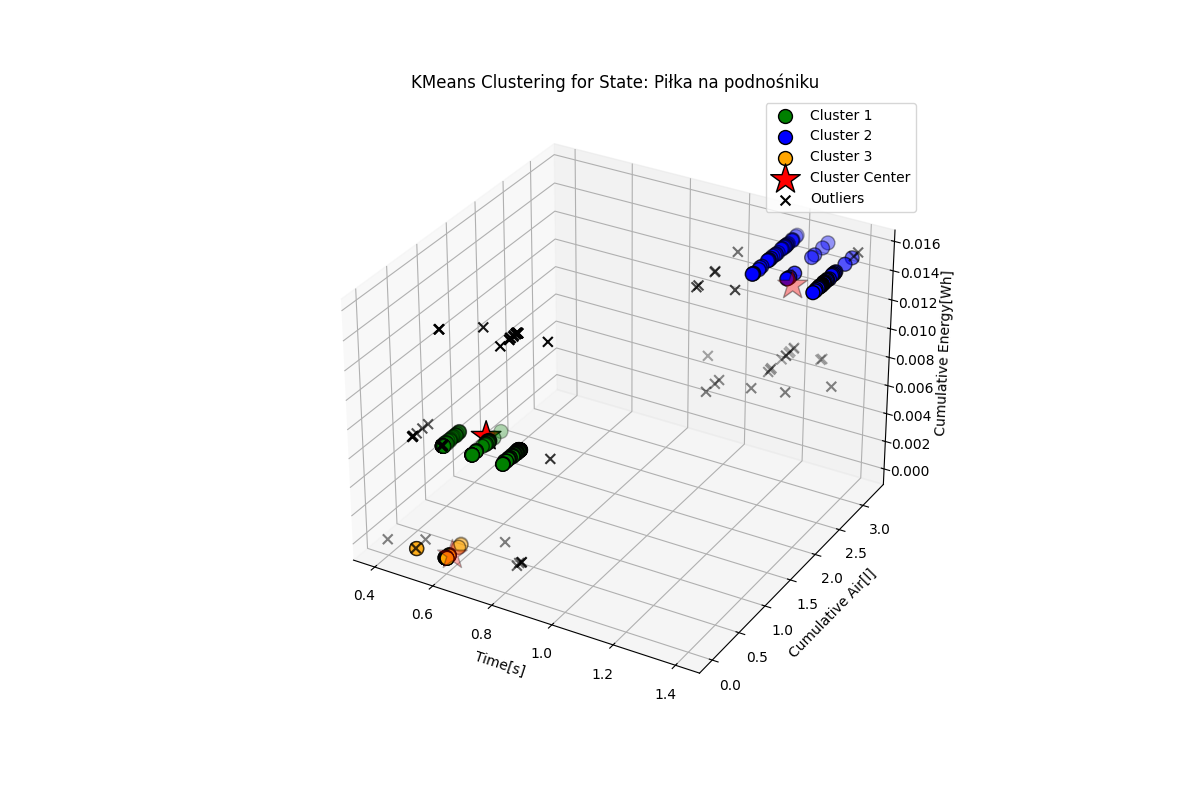 KMeans Clustering for State: Piłka na podnośniku
Cluster 1
Cluster 2
Cluster 3
Cluster Center
Outliers
0.016
0.014
0.012
0.010
0.008
0.006
0.004
0.002
0.000
Cumulative Energy[Wh]
3.0
2.5
2.0
1.5
1.0
0.5
0.0
Cumulative Air[l]
0.4
0.6
0.8
1.0
1.2
1.4
Time[s]